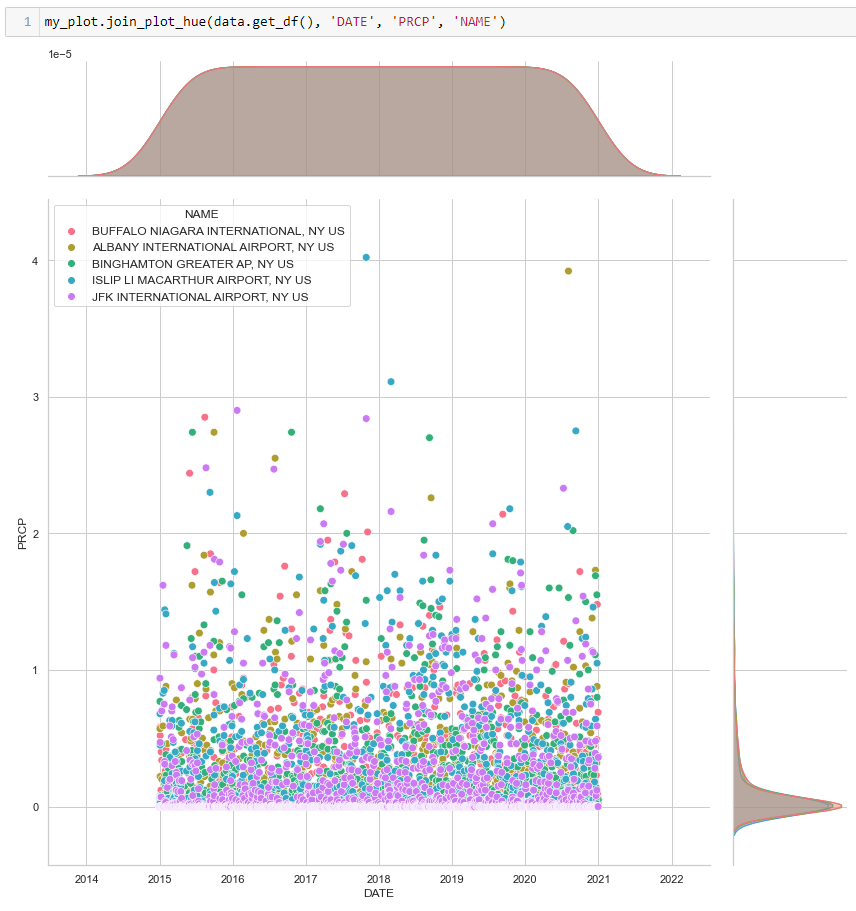 1 my_plot.join_plot_hue(data.get_df(), 'DATE', 'PRCP', 'NAME')
1e−5
NAME
BUFFALO NIAGARA INTERNATIONAL, NY US
ALBANY INTERNATIONAL AIRPORT, NY US
BINGHAMTON GREATER AP, NY US
ISLIP LI MACARTHUR AIRPORT, NY US
JFK INTERNATIONAL AIRPORT, NY US
4
3
2
PRCP
1
0
2014 2015 2016 2017 2018 2019 2020 2021 2022
DATE